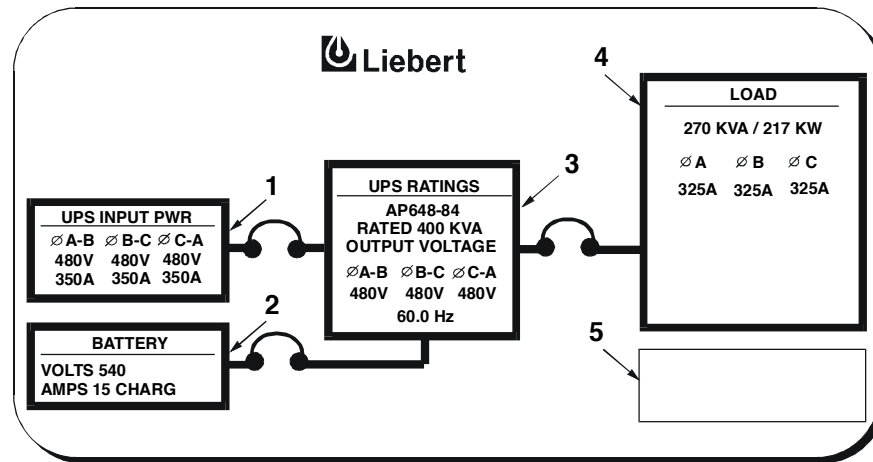 Liebert
1
UPS INPUT PWR
∅ A-B ∅ B-C ∅ C-A
480V 480V 480V
350A 350A 350A
2
BATTERY
VOLTS 540
AMPS 15 CHARG
3
UPS RATINGS
AP648-84
RATED 400 KVA
OUTPUT VOLTAGE
∅ A-B ∅ B-C ∅ C-A
480V 480V 480V
60.0 Hz
4
LOAD
270 KVA / 217 KW
∅ A ∅ B ∅ C
325A 325A 325A
5